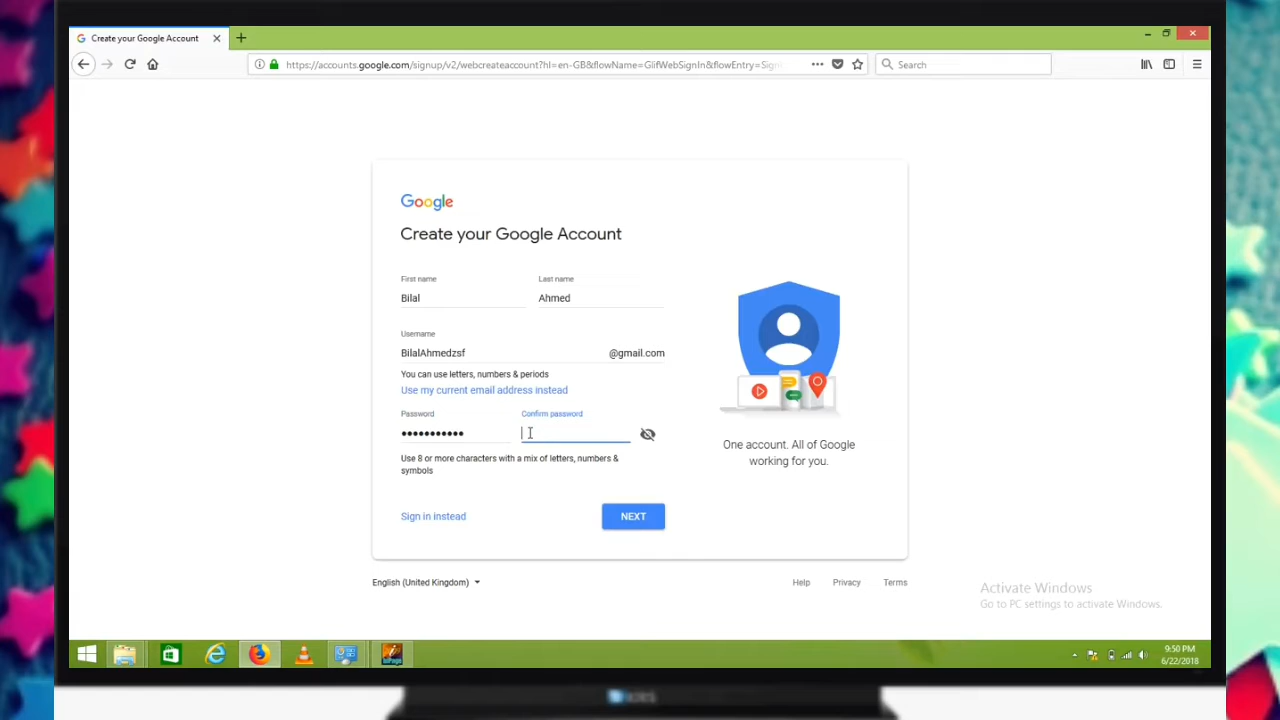 Create your Google Account
https://accounts.google.com/signup/v2/webcreateaccount?hl=en-GB&flowName=GlifWebSignIn&flowEntry=Sign
Search
Google
Create your Google Account
First name
Last name
Bilal
Ahmed
Username
BilalAhmedzsf
@gmail.com
You can use letters, numbers & periods
Use my current email address instead
Password
Confirm password
•••••••••••
Use 8 or more characters with a mix of letters, numbers &
symbols
One account. All of Google
working for you.
Sign in instead
NEXT
English (United Kingdom)
Help
Privacy
Terms
Activate Windows
Go to PC settings to activate Windows.
9:50 PM
6/22/2018